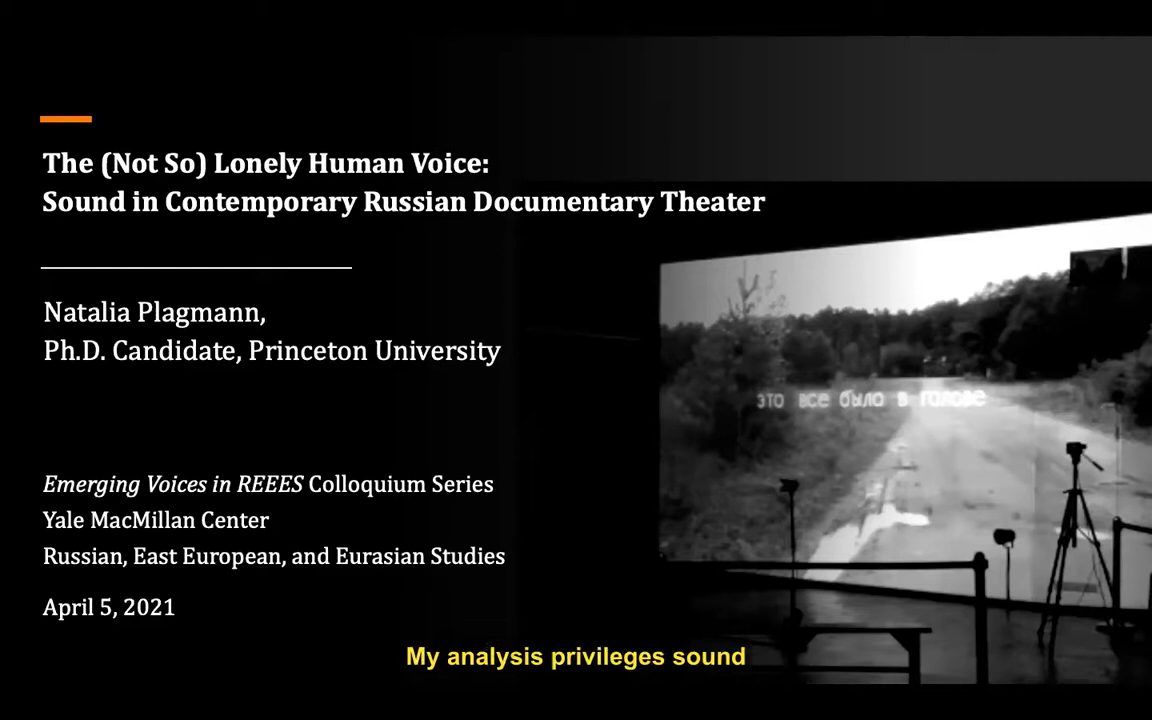 The (Not So) Lonely Human Voice:
Sound in Contemporary Russian Documentary Theater
Natalia Plagmann,
Ph.D. Candidate, Princeton University
это все было в голове
Emerging Voices in REEES Colloquium Series
Yale MacMillan Center
Russian, East European, and Eurasian Studies
April 5, 2021
My analysis privileges sound